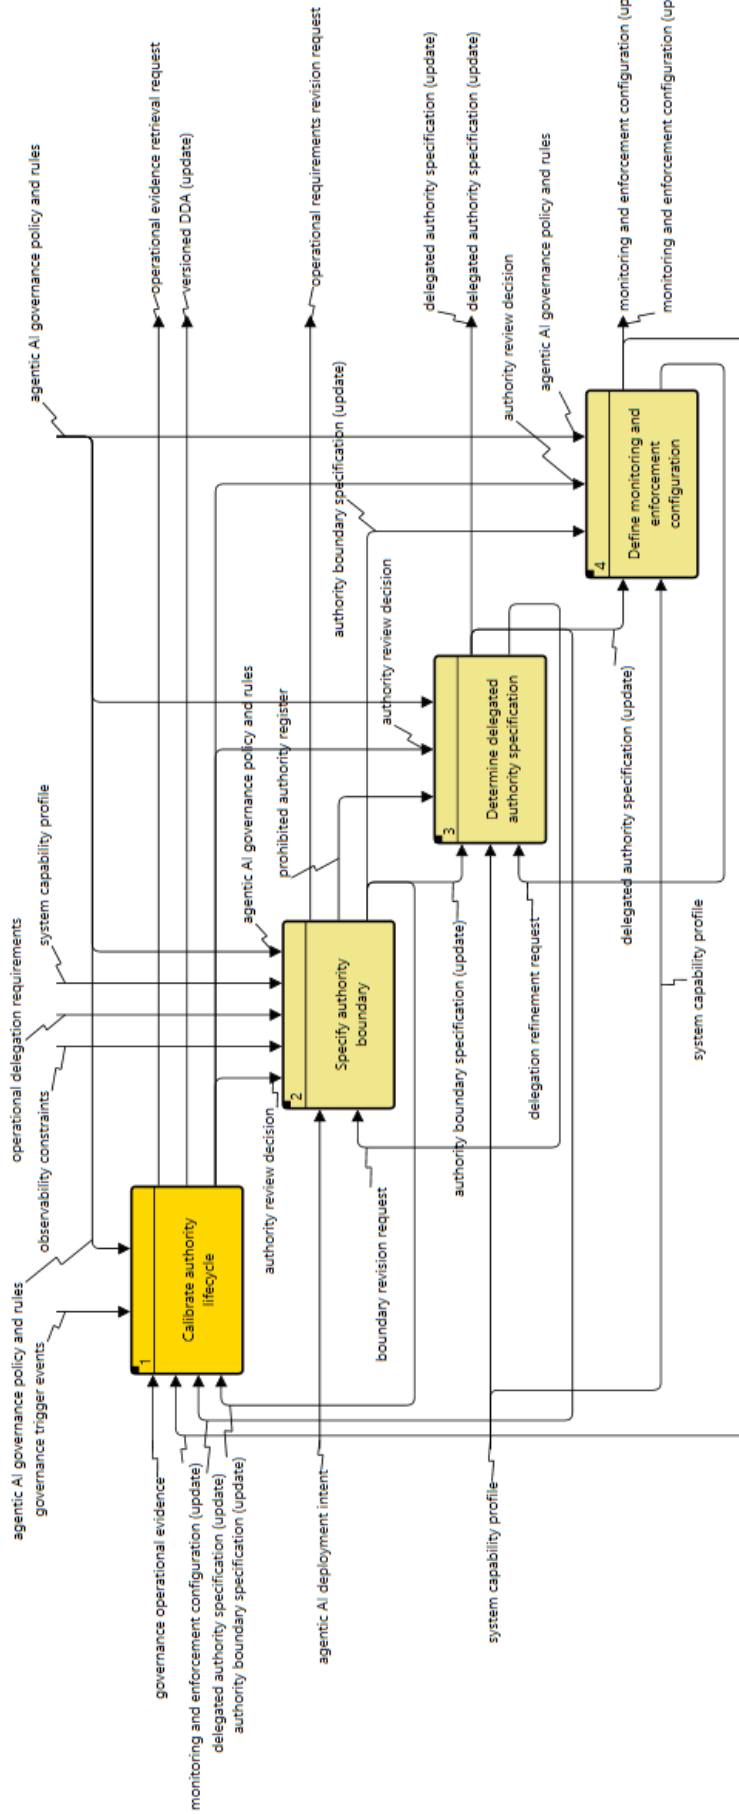 agentic AI governance policy and rules
governance trigger events
observability constraints
operational delegation requirements
system capability profile
agentic AI governance policy and rules
governance operational evidence
monitoring and enforcement configuration (update)
delegated authority specification (update)
authority boundary specification (update)
1
Calibrate authority
lifecycle
operational evidence retrieval request
versioned DDA (update)
authority review decision
agentic AI governance policy and rules
agentic AI deployment intent
boundary revision request
2
Specify authority
boundary
operational requirements revision request
prohibited authority register
authority boundary specification (update)
authority review decision
authority boundary specification (update)
system capability profile
delegation refinement request
3
Determine delegated
authority specification
delegated authority specification (update)
delegated authority specification (update)
authority review decision
agentic AI governance policy and rules
delegated authority specification (update)
system capability profile
4
Define monitoring and
enforcement
configuration
monitoring and enforcement configuration (up
monitoring and enforcement configuration (up